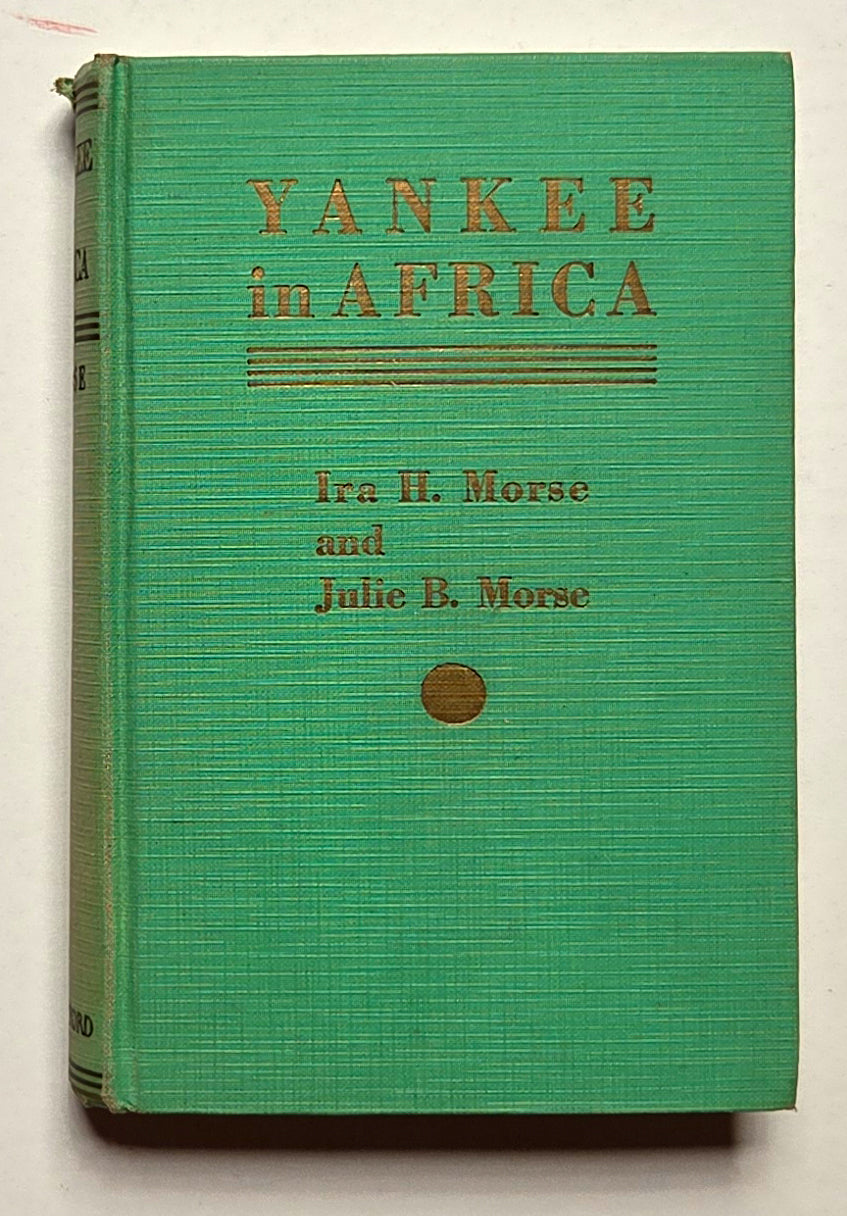 YANKEE
in AFRICA
Ira H. Morse
and
Julie B. Morse